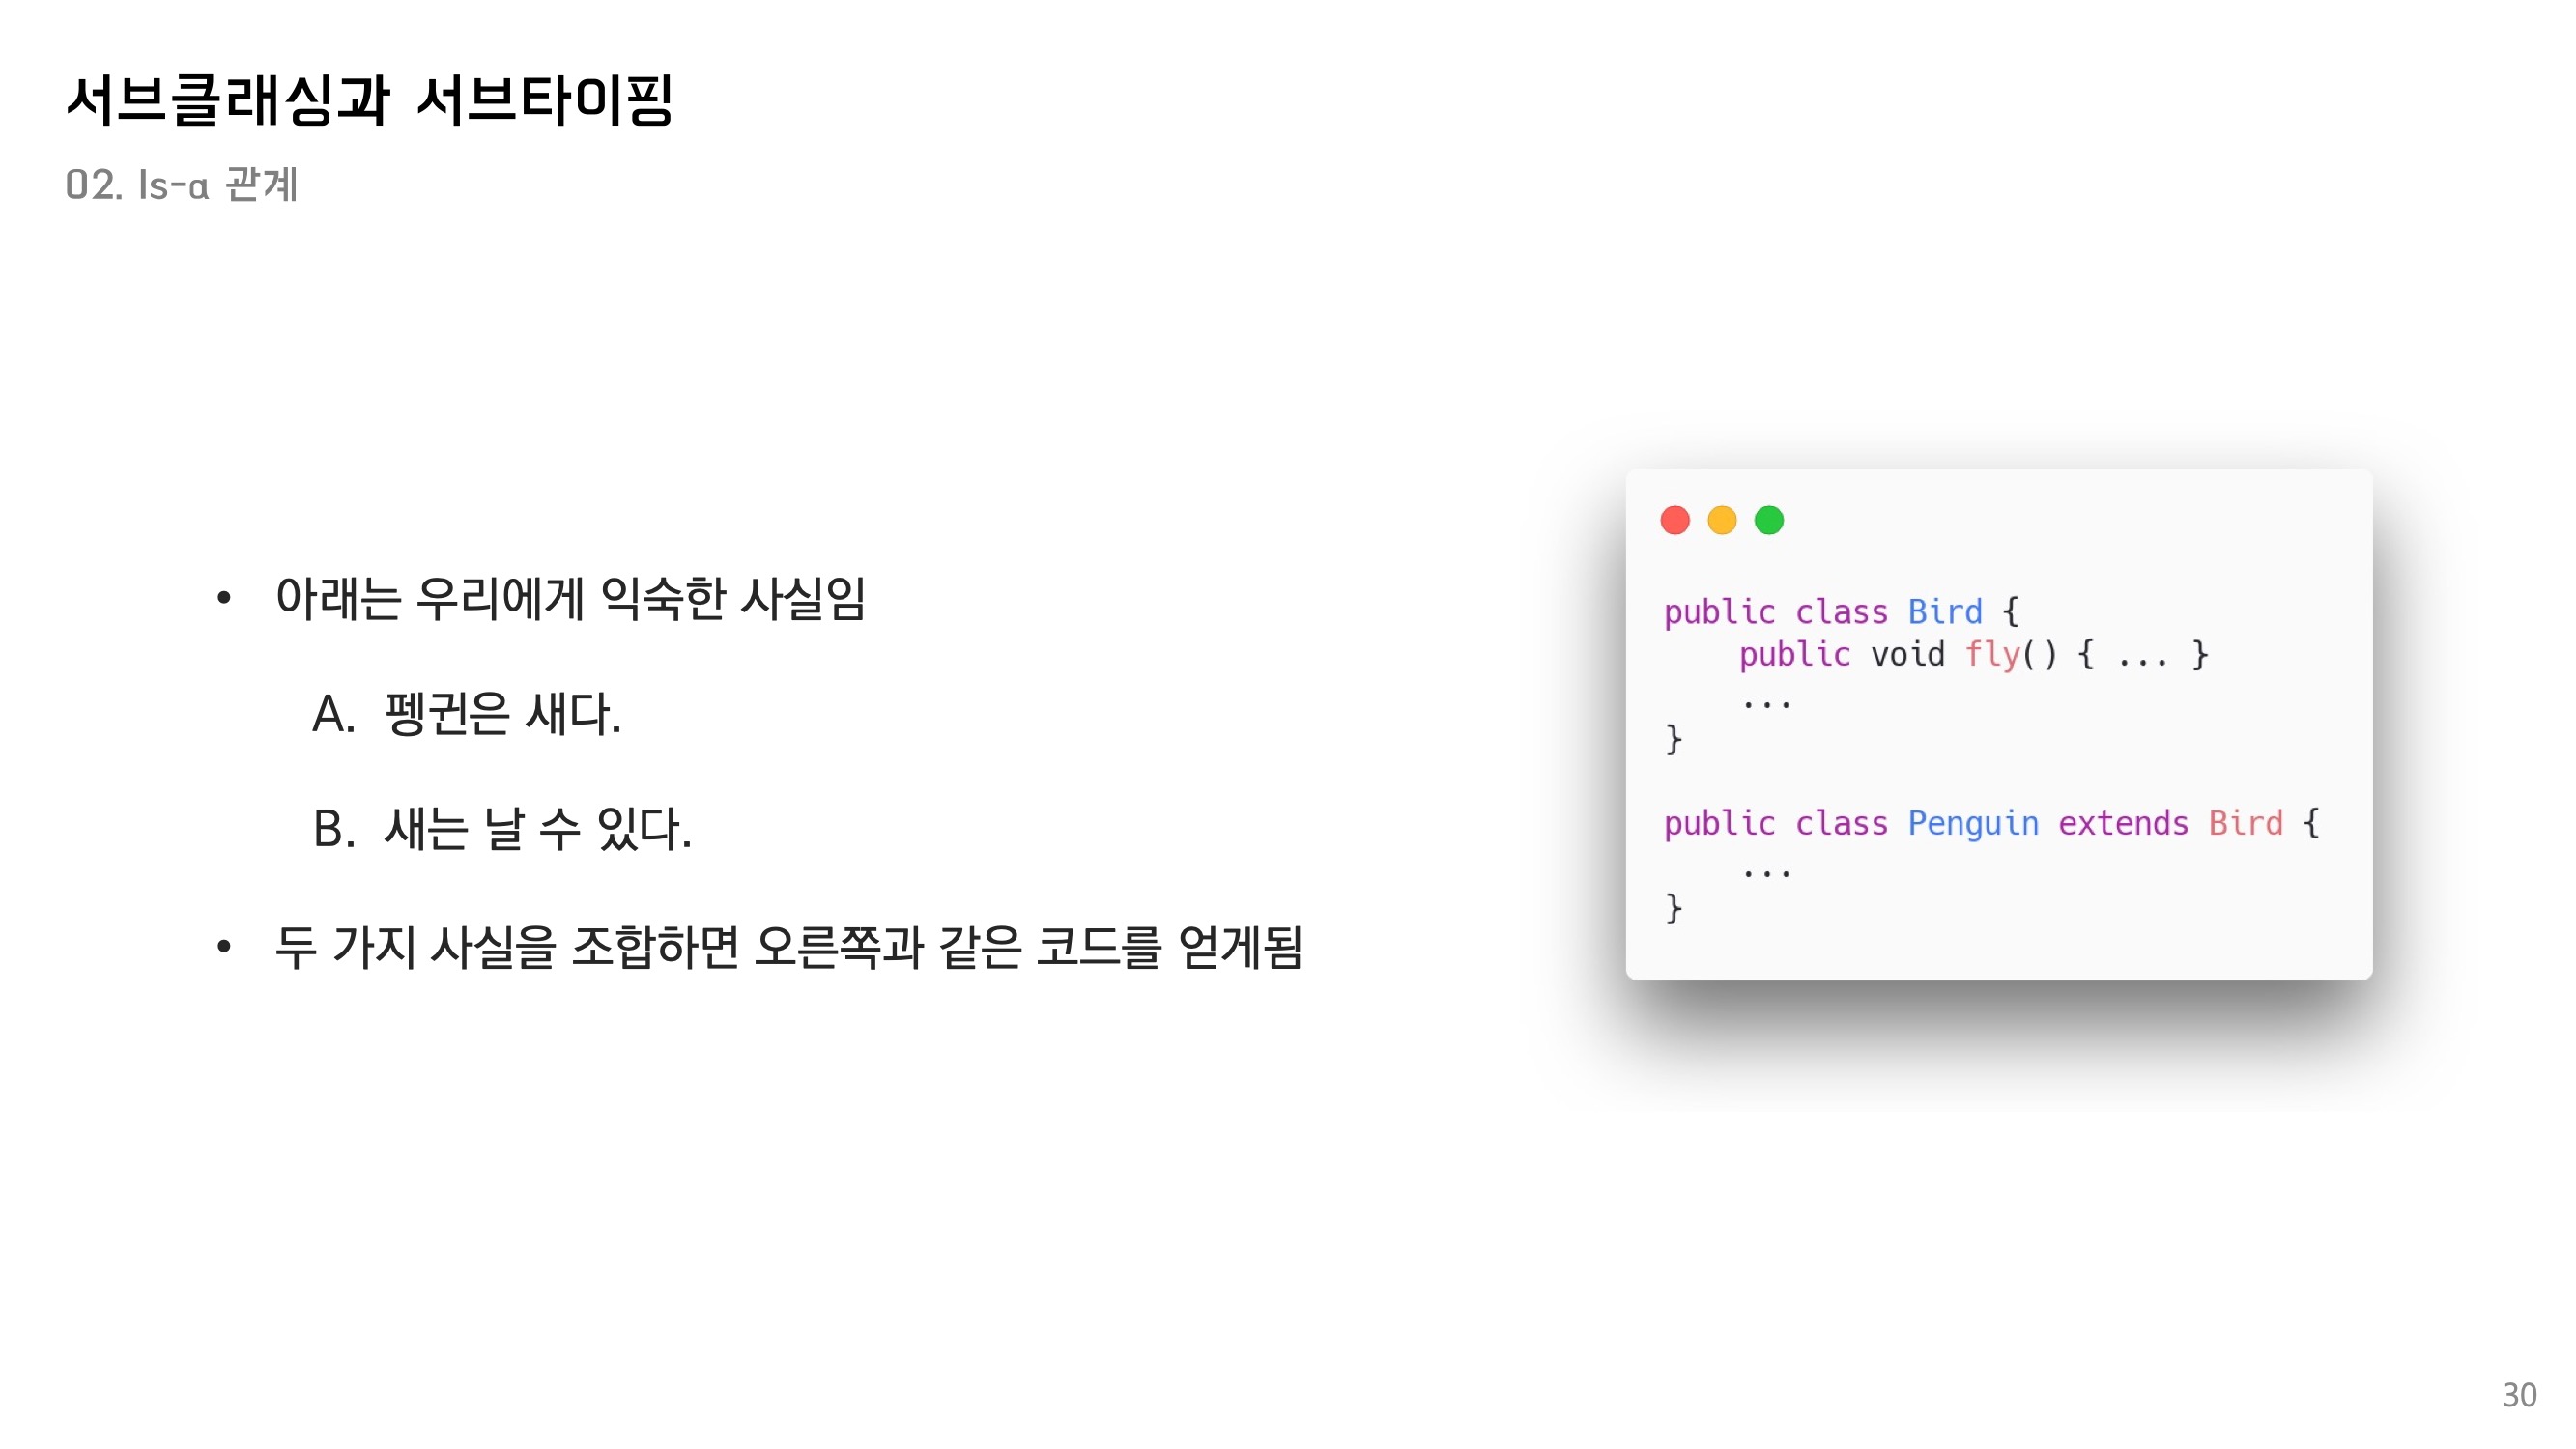 서브클래싱과 서브타이핑
02. Is-a 관계
• 아래는 우리에게 익숙한 사실임
A. 펭귄은 새다.
B. 새는 날 수 있다.
• 두 가지 사실을 조합하면 오른쪽과 같은 코드를 얻게됨
public class Bird {
    public void fly() { ... }
    ...
}

public class Penguin extends Bird {
    ...
}
30